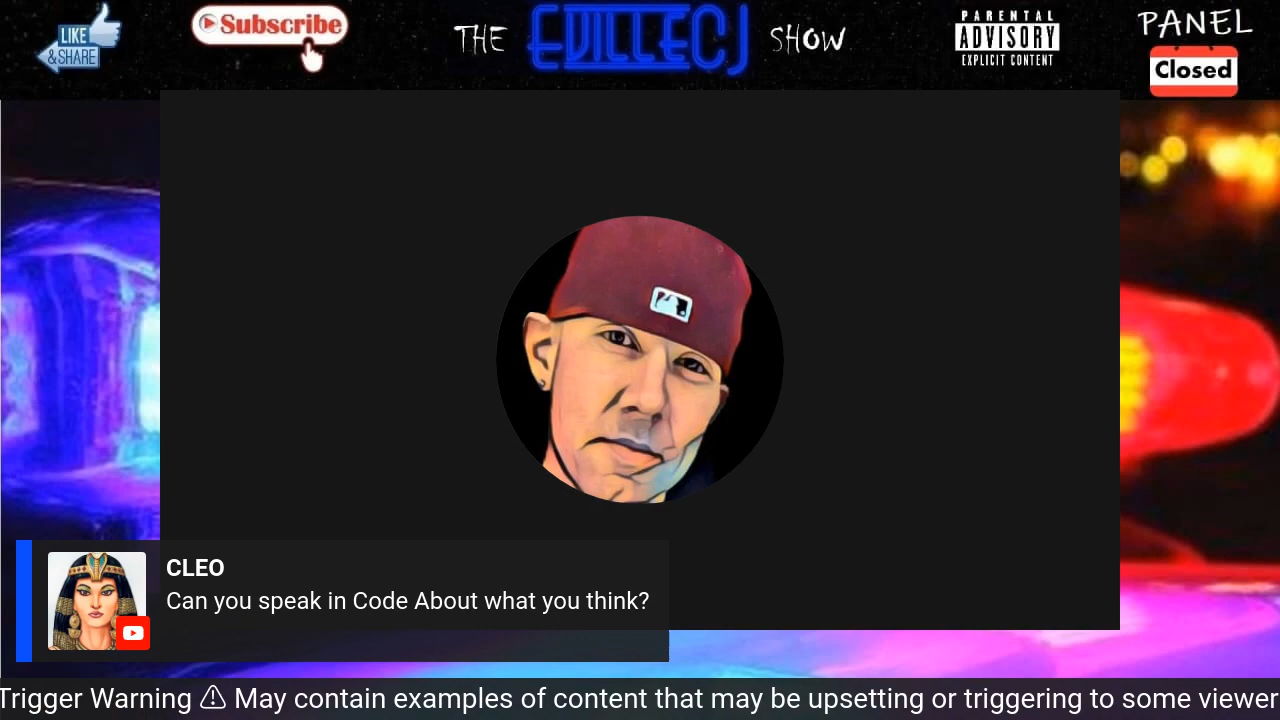 LIKE
& SHARE
Subscribe
THE EVILLECJ SHOW
PARENTAL
ADVISORY
EXPLICIT CONTENT
PANEL
Closed
CLEO
Can you speak in Code About what you think?
Trigger Warning ⚠ May contain examples of content that may be upsetting or triggering to some viewer